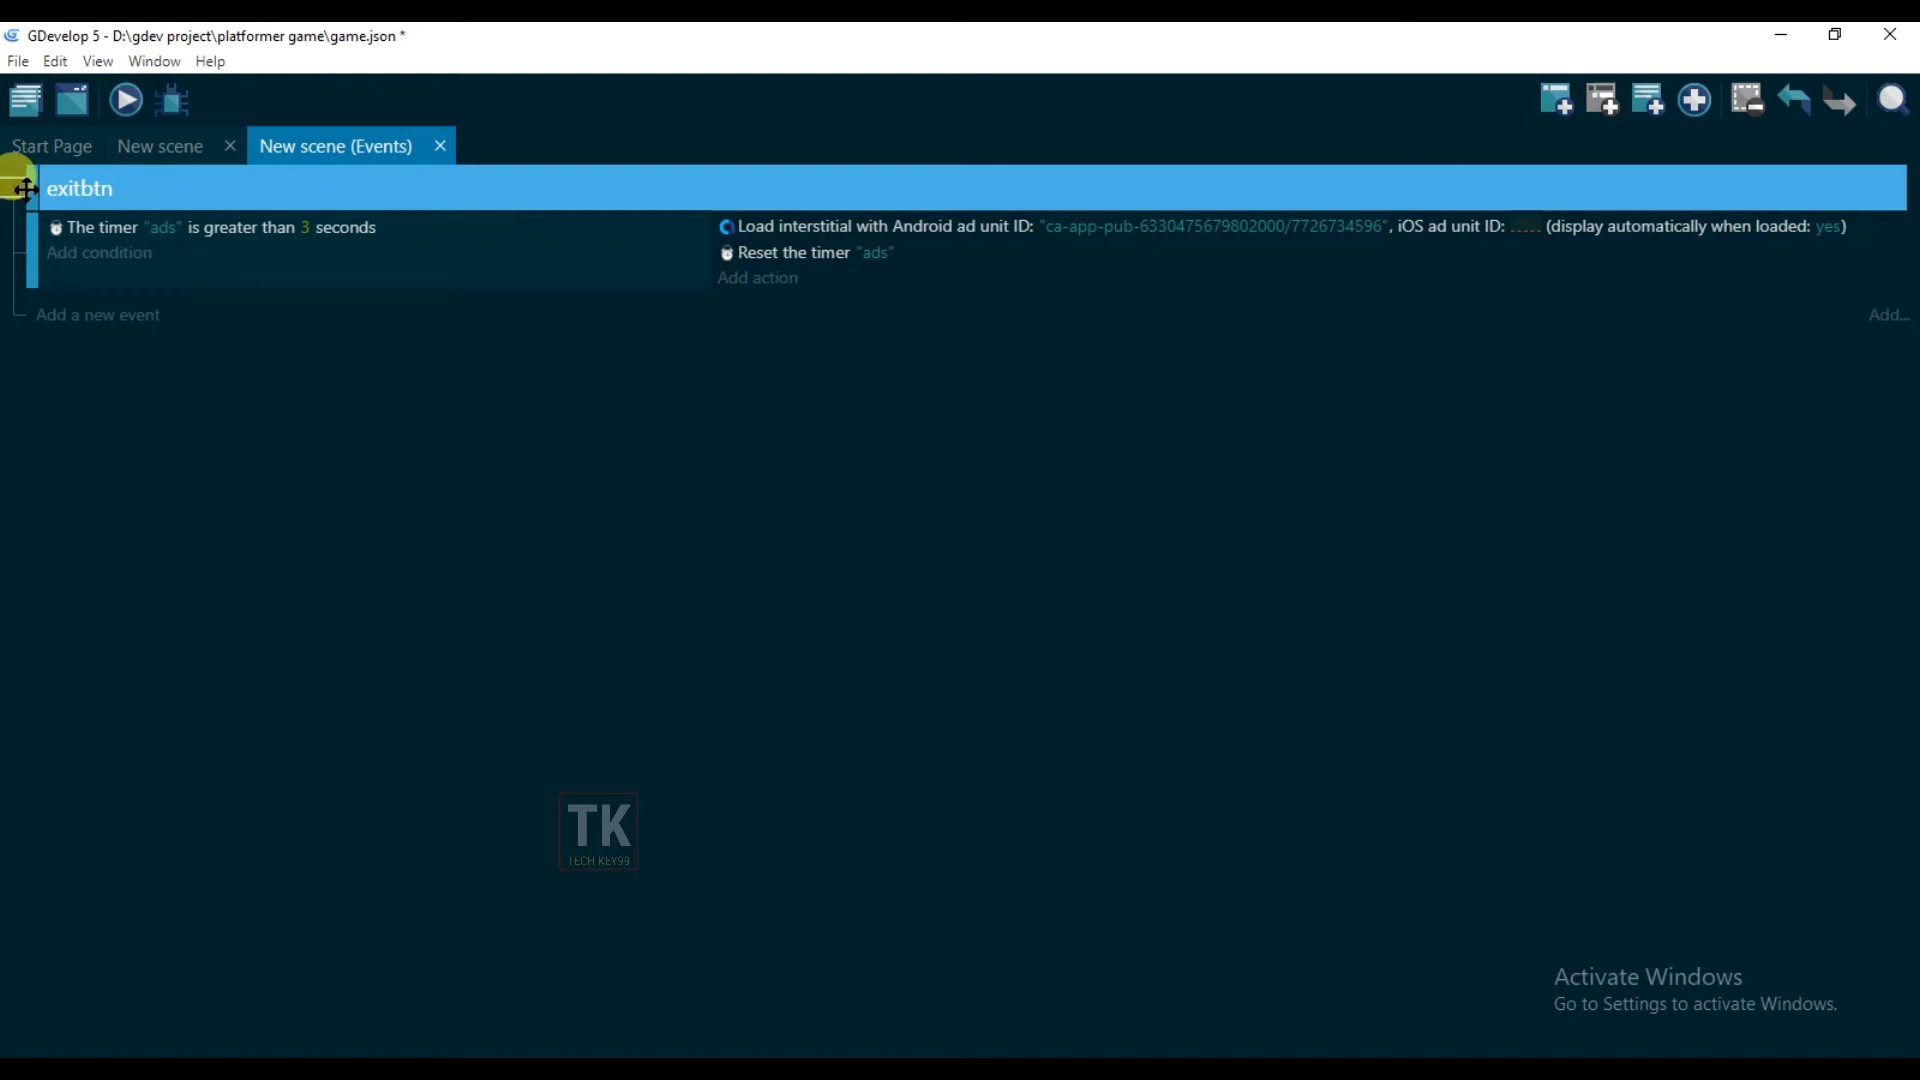 GDevelop 5 - D:\gdev project\platformer game\game.json *
File Edit View Window Help
Start Page New scene New scene (Events)
exitbtn
The timer "ads" is greater than 3 seconds
Add condition
Load interstitial with Android ad unit ID: "ca-app-pub-6330475679802000/7726734596", iOS ad unit ID: (display automatically when loaded: yes)
Reset the timer "ads"
Add action
Add a new event
Add...
TK
TECH KEY99
Activate Windows
Go to Settings to activate Windows.